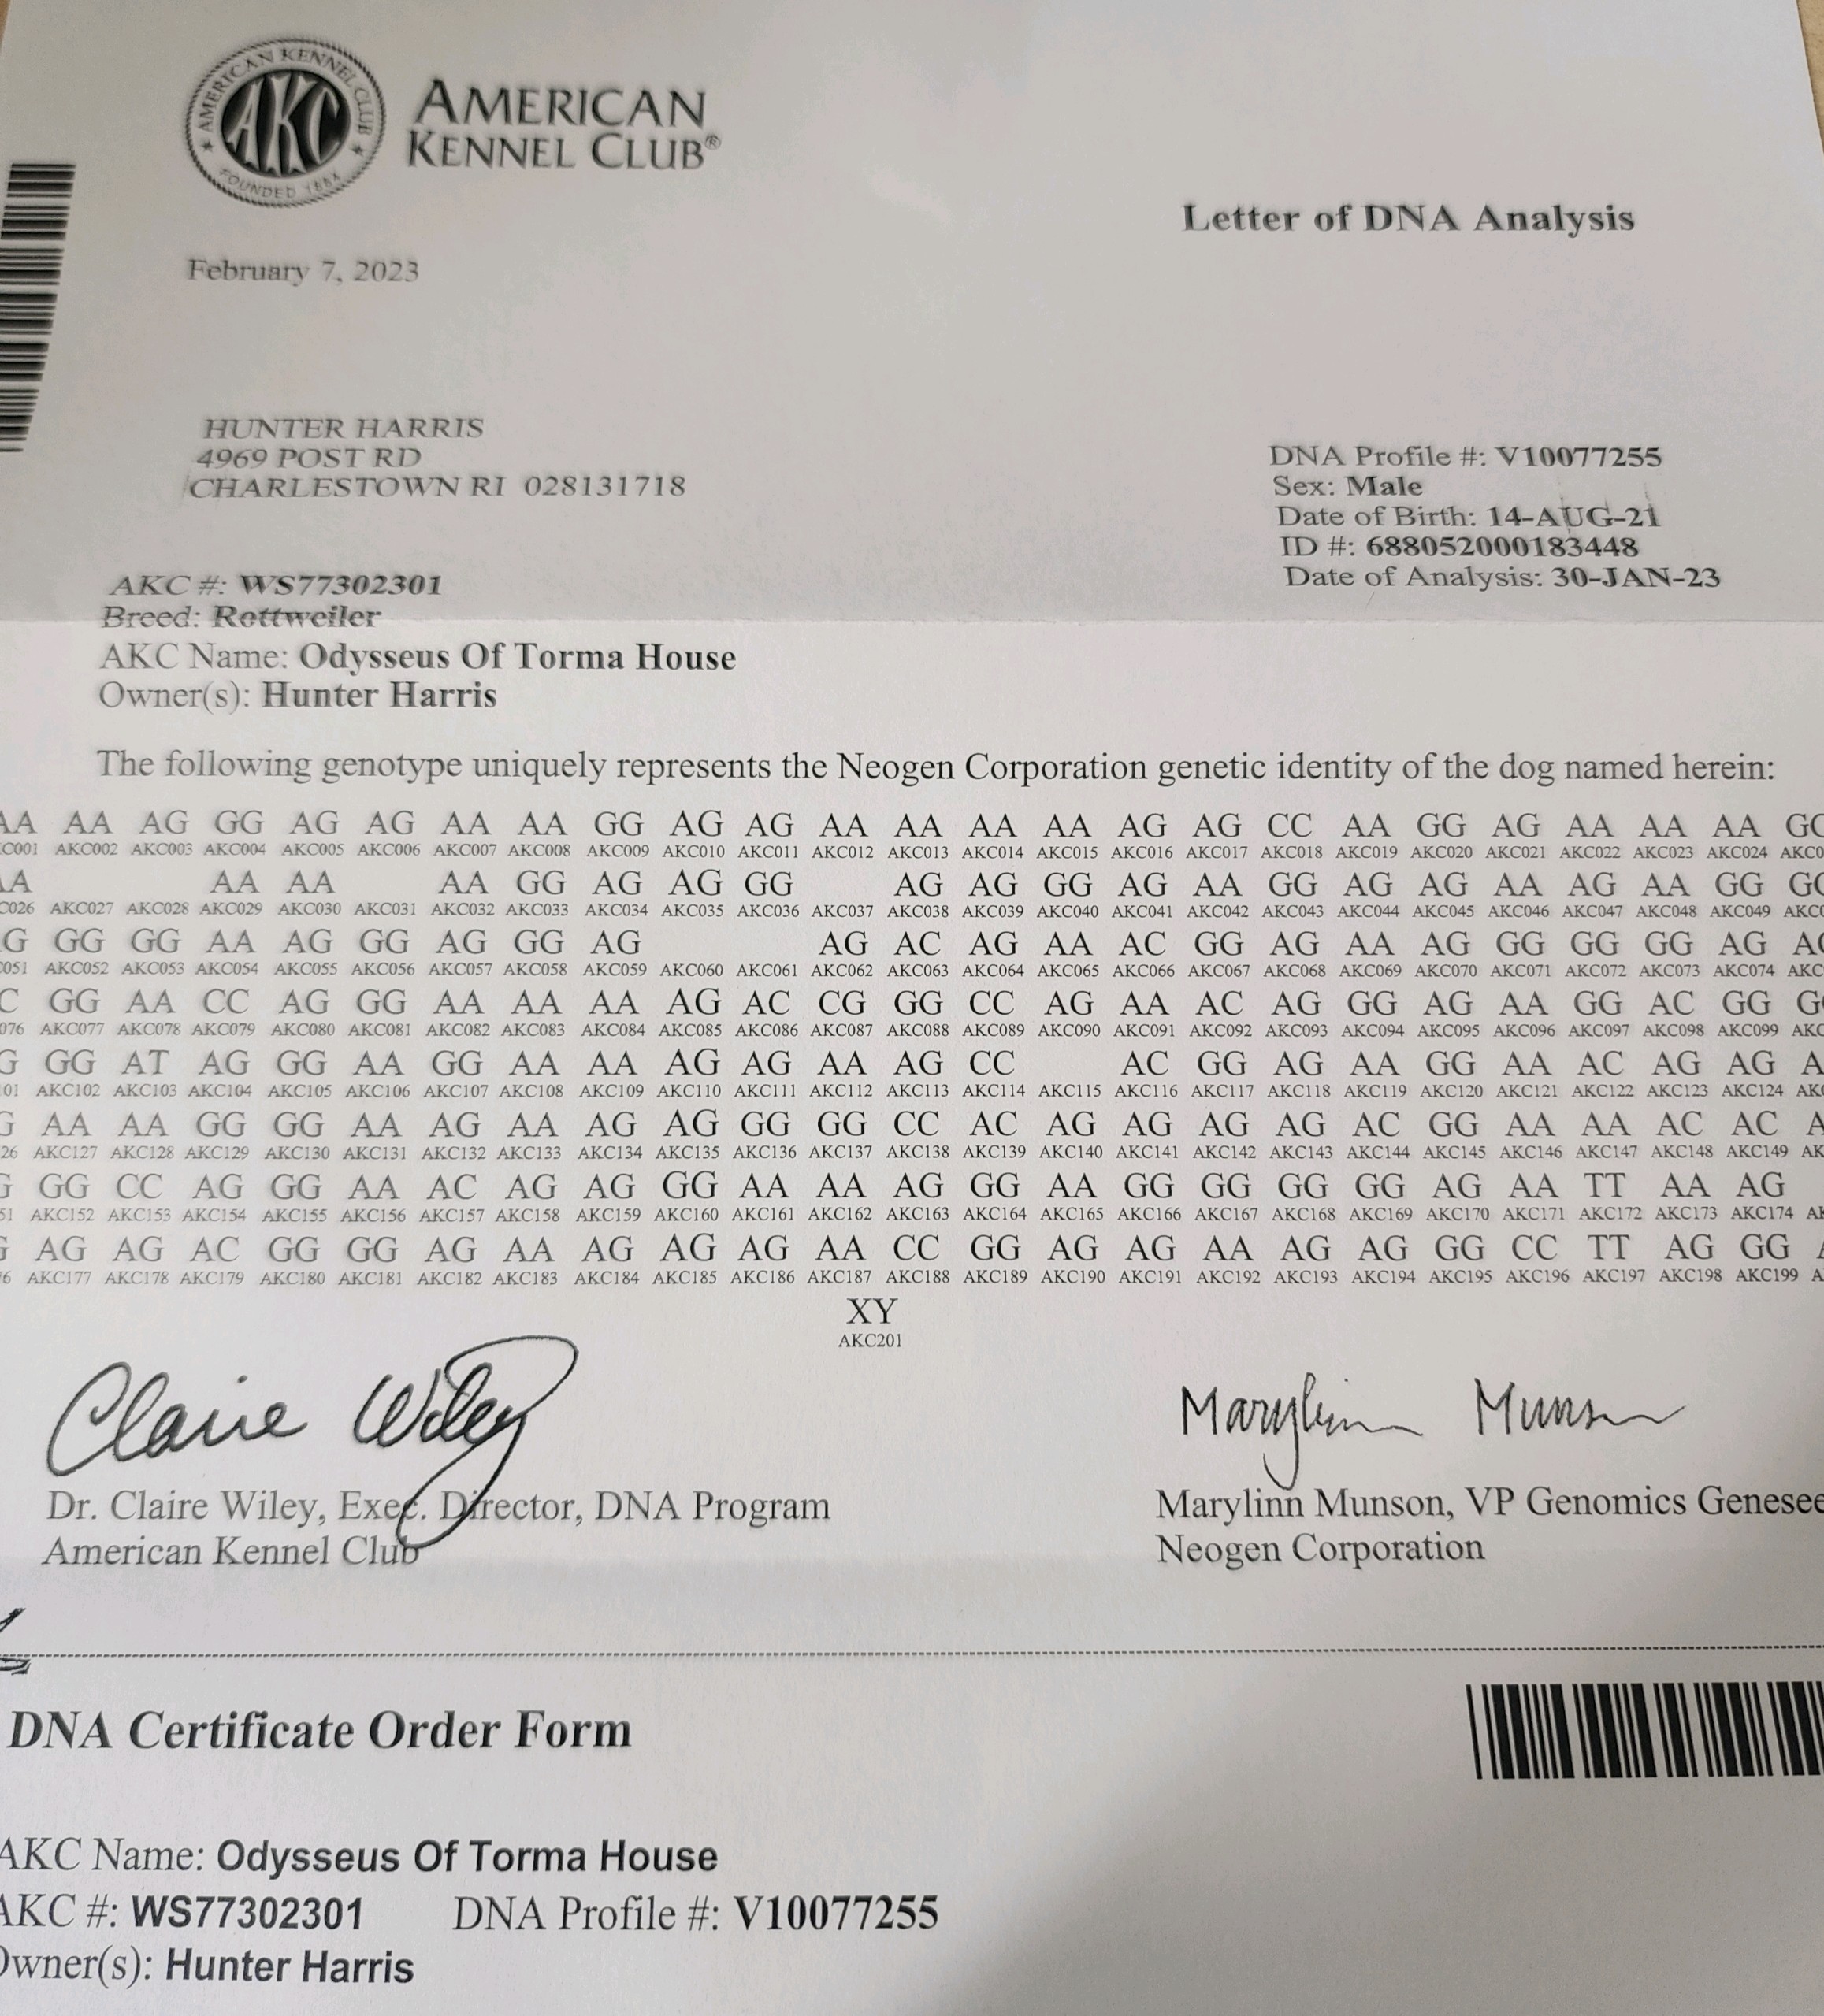 AMERICAN KENNEL CLUB
AKC
FOUNDED 1884
AMERICAN
KENNEL CLUB®
Letter of DNA Analysis
February 7, 2023
HUNTER HARRIS
4969 POST RD
CHARLESTOWN RI 028131718
DNA Profile #: V10077255
Sex: Male
Date of Birth: 14-AUG-21
ID #: 688052000183448
Date of Analysis: 30-JAN-23
AKC #: WS77302301
Breed: Rottweiler
AKC Name: Odysseus Of Torma House
Owner(s): Hunter Harris
The following genotype uniquely represents the Neogen Corporation genetic identity of the dog named herein:
AA AA AG GG AG AG AA AA GG AG AG AA AA AA AA AG AG CC AA GG AG AA AA AA
C001 AKC002 AKC003 AKC004 AKC005 AKC006 AKC007 AKC008 AKC009 AKC010 AKC011 AKC012 AKC013 AKC014 AKC015 AKC016 AKC017 AKC018 AKC019 AKC020 AKC021 AKC022 AKC023 AKC024 AKC0
AA AA AA AA GG AG AG GG AG AG GG AG AA GG AG AG AA AG AA GG
C026 AKC027 AKC028 AKC029 AKC030 AKC031 AKC032 AKC033 AKC034 AKC035 AKC036 AKC037 AKC038 AKC039 AKC040 AKC041 AKC042 AKC043 AKC044 AKC045 AKC046 AKC047 AKC048 AKC049 AKC
G GG GG AA AG GG AG GG AG AG AC AG AA AC GG AG AA AG GG GG GG AG
051 AKC052 AKC053 AKC054 AKC055 AKC056 AKC057 AKC058 AKC059 AKC060 AKC061 AKC062 AKC063 AKC064 AKC065 AKC066 AKC067 AKC068 AKC069 AKC070 AKC071 AKC072 AKC073 AKC074 AKC
C GG AA CC AG GG AA AA AA AG AC CG GG CC AG AA AC AG GG AG AA GG AC GG
076 AKC077 AKC078 AKC079 AKC080 AKC081 AKC082 AKC083 AKC084 AKC085 AKC086 AKC087 AKC088 AKC089 AKC090 AKC091 AKC092 AKC093 AKC094 AKC095 AKC096 AKC097 AKC098 AKC099 AKC
G GG AT AG GG AA GG AA AA AG AG AA AG CC AC GG AG AA GG AA AC AG AG A
01 AKC102 AKC103 AKC104 AKC105 AKC106 AKC107 AKC108 AKC109 AKC110 AKC111 AKC112 AKC113 AKC114 AKC115 AKC116 AKC117 AKC118 AKC119 AKC120 AKC121 AKC122 AKC123 AKC124 AK
G AA AA GG GG AA AG AA AG AG GG GG CC AC AG AG AG AC GG AA AA AC AC A
26 AKC127 AKC128 AKC129 AKC130 AKC131 AKC132 AKC133 AKC134 AKC135 AKC136 AKC137 AKC138 AKC139 AKC140 AKC141 AKC142 AKC143 AKC144 AKC145 AKC146 AKC147 AKC148 AKC149 AK
G GG CC AG GG AA AC AG AG GG AA AA AG GG AA GG GG GG GG AG AA TT AA AG
51 AKC152 AKC153 AKC154 AKC155 AKC156 AKC157 AKC158 AKC159 AKC160 AKC161 AKC162 AKC163 AKC164 AKC165 AKC166 AKC167 AKC168 AKC169 AKC170 AKC171 AKC172 AKC173 AKC174 AK
G AG AG AC GG GG AG AA AG AG AG AA CC GG AG AG AA AG AG GG CC TT AG GG
6 AKC177 AKC178 AKC179 AKC180 AKC181 AKC182 AKC183 AKC184 AKC185 AKC186 AKC187 AKC188 AKC189 AKC190 AKC191 AKC192 AKC193 AKC194 AKC195 AKC196 AKC197 AKC198 AKC199 A
XY
AKC201
Claire Wiley
Marylinn Munson
Dr. Claire Wiley, Exec. Director, DNA Program
American Kennel Club
Marylinn Munson, VP Genomics Genesee
Neogen Corporation
DNA Certificate Order Form
AKC Name: Odysseus Of Torma House
AKC #: WS77302301 DNA Profile #: V10077255
Owner(s): Hunter Harris